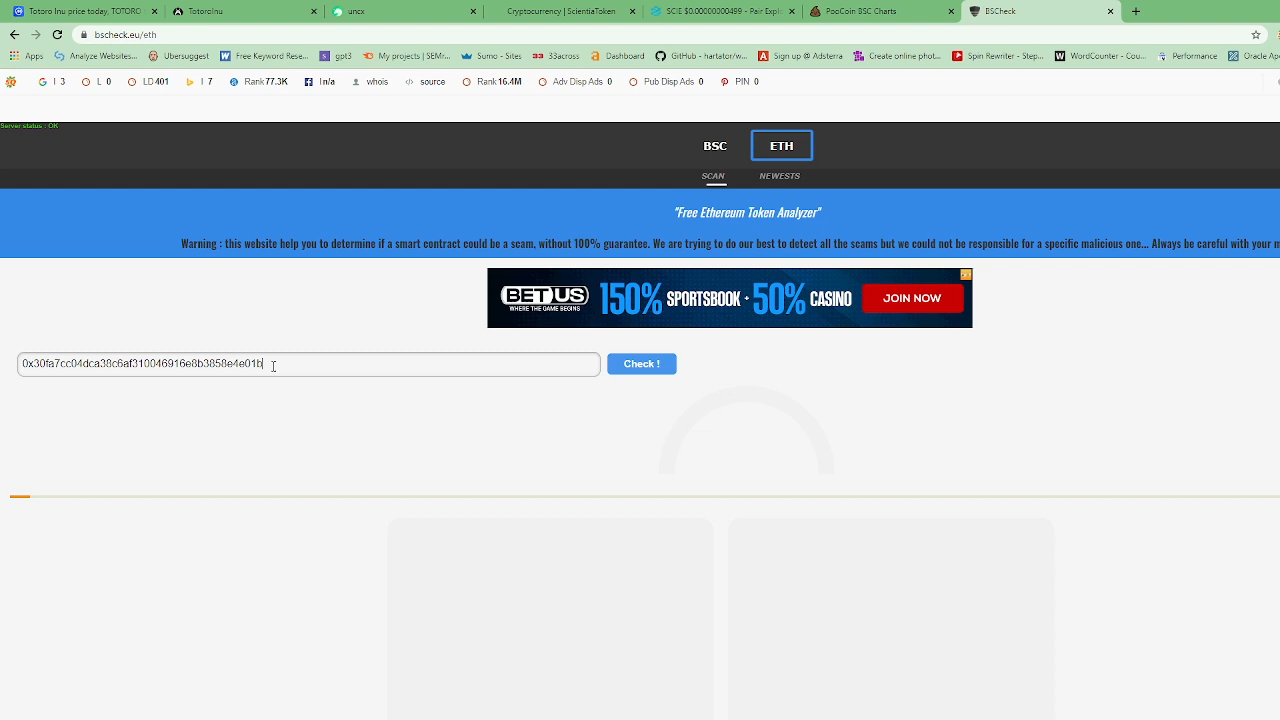 Totoro Inu price today, TOTORO
TotoroInu
uncx
Cryptocurrency | ScientiaToken
SCIE $0.00000000499 - Pair Explo
PooCoin BSC Charts
BSCheck
bscheck.eu/eth
Apps
Analyze Websites...
Ubersuggest
Free Keyword Rese...
gpt3
My projects | SEMr...
Sumo - Sites
33 33across
Dashboard
GitHub - hartator/w...
Sign up @ Adsterra
Create online phot...
Spin Rewriter - Step...
WordCounter - Cou...
Performance
Oracle Ap
I 3
L 0
LD 401
I 7
Rank 77.3K
I n/a
whois
source
Rank 16.4M
Adv Disp Ads 0
Pub Disp Ads 0
PIN 0
Server status : OK
BSC
ETH
SCAN
NEWESTS
"Free Ethereum Token Analyzer"
Warning : this website help you to determine if a smart contract could be a scam, without 100% guarantee. We are trying to do our best to detect all the scams but we could not be responsible for a specific malicious one... Always be careful with your m
BETUS
WHERE THE GAME BEGINS
150% SPORTSBOOK + 50% CASINO
JOIN NOW
0x30fa7cc04dca38c6af310046916e8b3858e4e01b
Check !